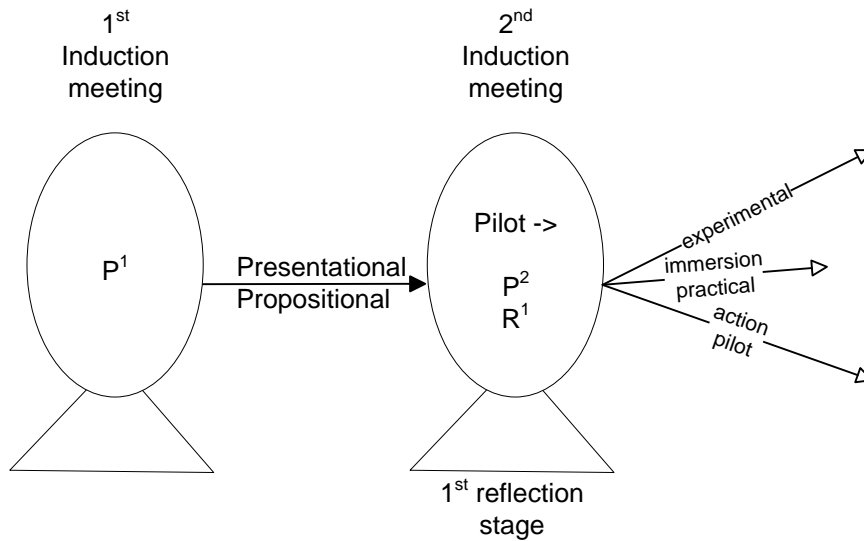 1st
Induction
meeting
2nd
Induction
meeting
P1
Presentational
Propositional
Pilot ->
P2
R1
experimental
immersion
practical
action
pilot
1st reflection
stage